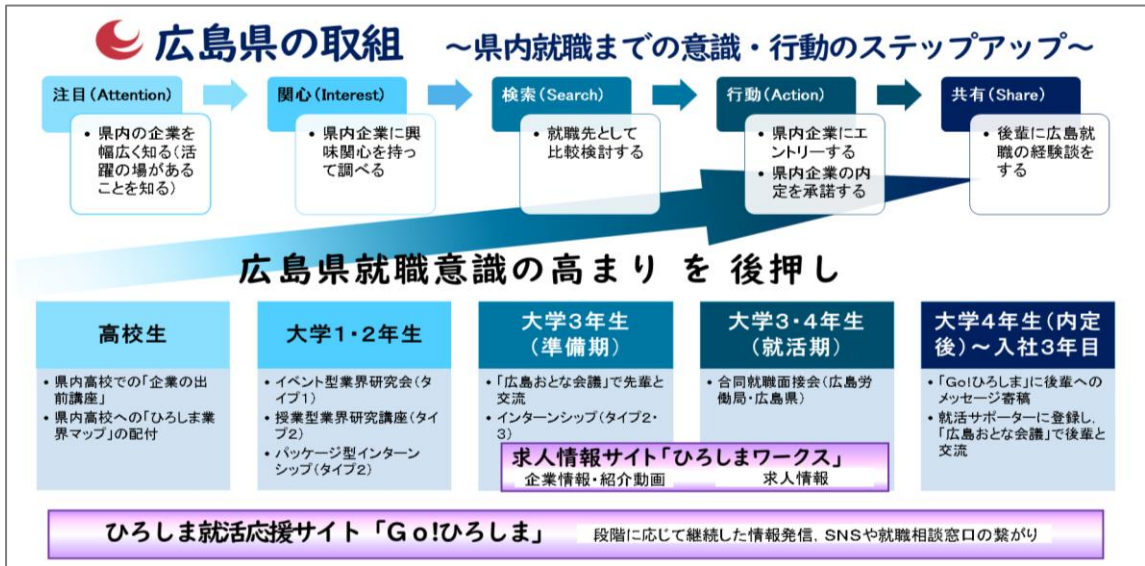 広島県の取組 ～県内就職までの意識・行動のステップアップ～
注目(Attention)
・県内の企業を
幅広く知る(活
躍の場がある
ことを知る)
関心(Interest)
・県内企業に興
味関心を持っ
て調べる
検索(Search)
・就職先として
比較検討する
行動(Action)
・県内企業にエ
ントリーする
・県内企業の内
定を承諾する
共有(Share)
・後輩に広島就
職の経験談を
する
広島県就職意識の高まり を 後押し
高校生
・県内高校での「企業の出
前講座」
・県内高校への「ひろしま業
界マップ」の配付
大学1・2年生
・イベント型業界研究会(タ
イプ1)
・授業型業界研究講座(タイ
プ2)
・パッケージ型インターン
シップ(タイプ2)
大学3年生
(準備期)
・「広島おとな会議」で先輩と
交流
・インターンシップ(タイプ2・
3)
大学3・4年生
(就活期)
・合同就職面接会(広島労
働局・広島県)
大学4年生(内定
後)～入社3年目
・「Go!ひろしま」に後輩への
メッセージ寄稿
・就活サポーターに登録し,
「広島おとな会議」で後輩と
交流
求人情報サイト「ひろしまワークス」
企業情報・紹介動画 求人情報
ひろしま就活応援サイト「Go!ひろしま」 段階に応じて継続した情報発信, SNSや就職相談窓口の繋がり